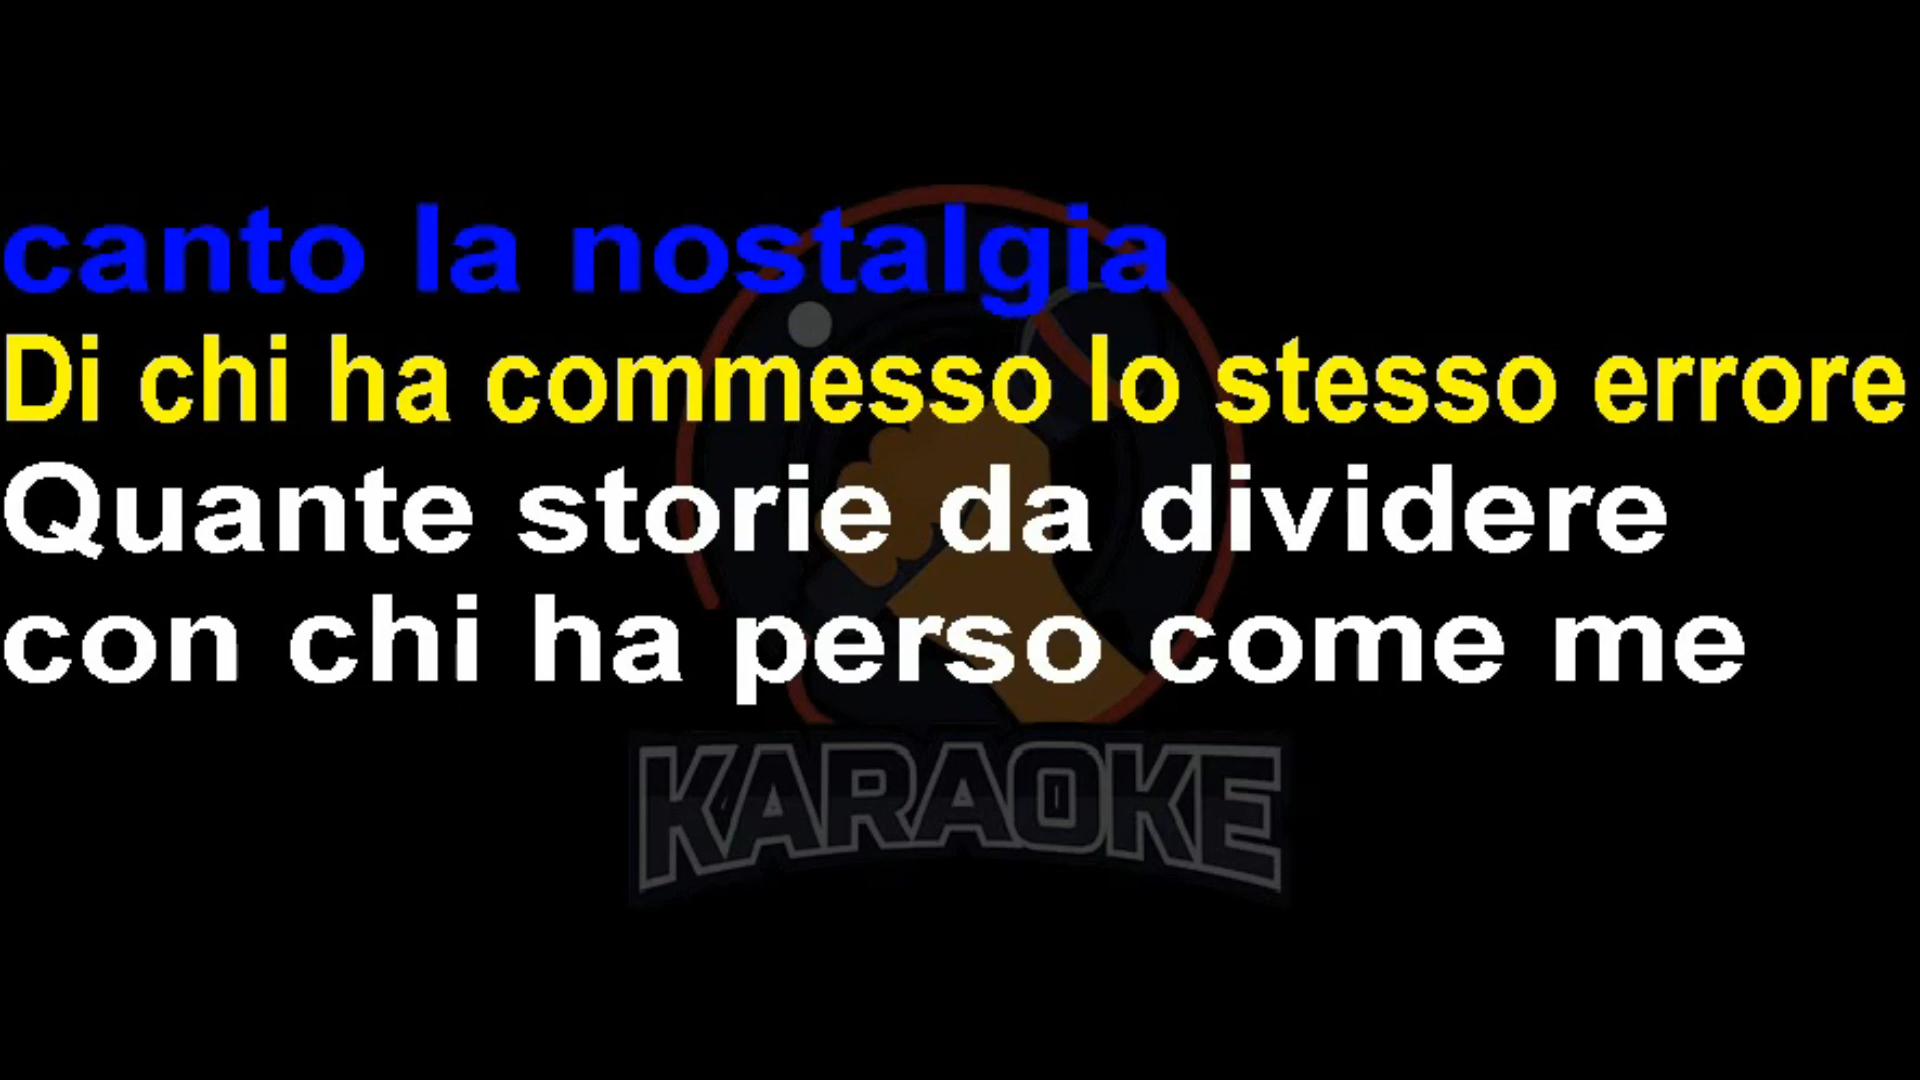 canto la nostalgia
Di chi ha commesso lo stesso errore
Quante storie da dividere
con chi ha perso come me
KARAOKE